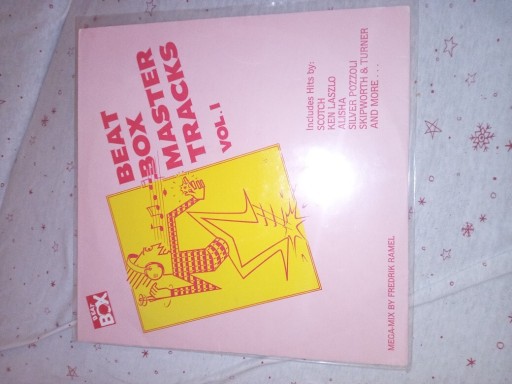 BEAT
BOX
MASTER
TRACKS
VOL. 1
Includes Hits by:
SCOTCH
KEN LASZLO
ALISHA
SILVER POZZOLI
SKIPWORTH & TURNER
AND MORE . . .
BEAT
BOX
MEGA-MIX BY FREDRIK RAMEL